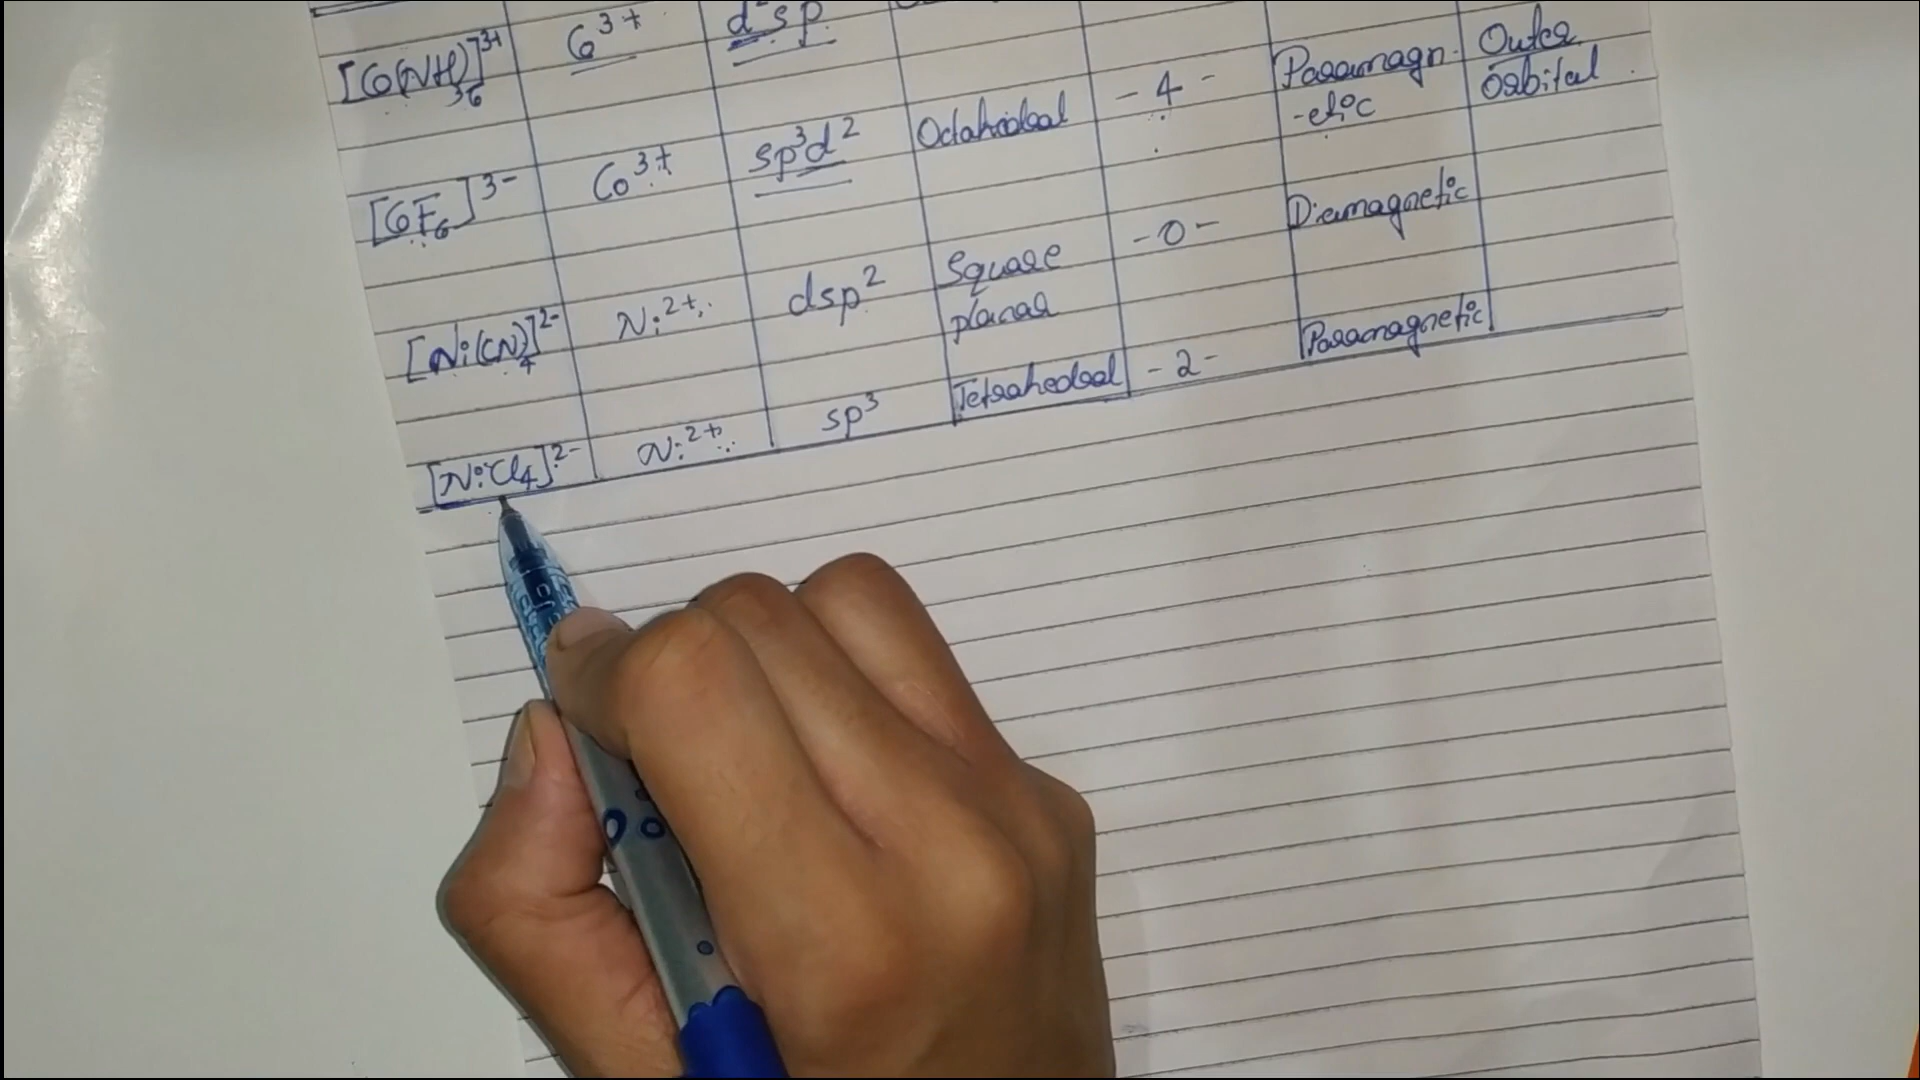 [Co(NH3)6]3+ Co3+ d2sp
[CoF6]3- Co3+ sp3d2 Octahedral -4- Paramagn Outer
-etic Orbital
[Ni(CN)4]2- Ni2+ dsp2 Square -0- Diamagnetic
planar
[NiCl4]2- Ni2+ sp3 Tetrahedral -2- Paramagnetic